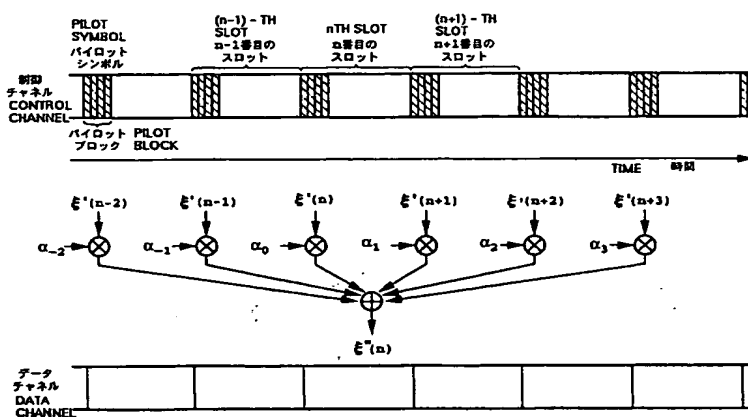 PILOT
SYMBOL
パイロット
シンボル
(n-1) - TH
SLOT
n-1番目の
スロット
nTH SLOT
n番目の
スロット
(n+1) - TH
SLOT
n+1番目の
スロット
制御
チャネル
CONTROL
CHANNEL
パイロット
ブロック
PILOT
BLOCK
TIME 時間
ξ'(n-2) ξ'(n-1) ξ'(n) ξ'(n+1) ξ'(n+2) ξ'(n+3)
α-2 α-1 α0 α1 α2 α3
ξ"(n)
データ
チャネル
DATA
CHANNEL